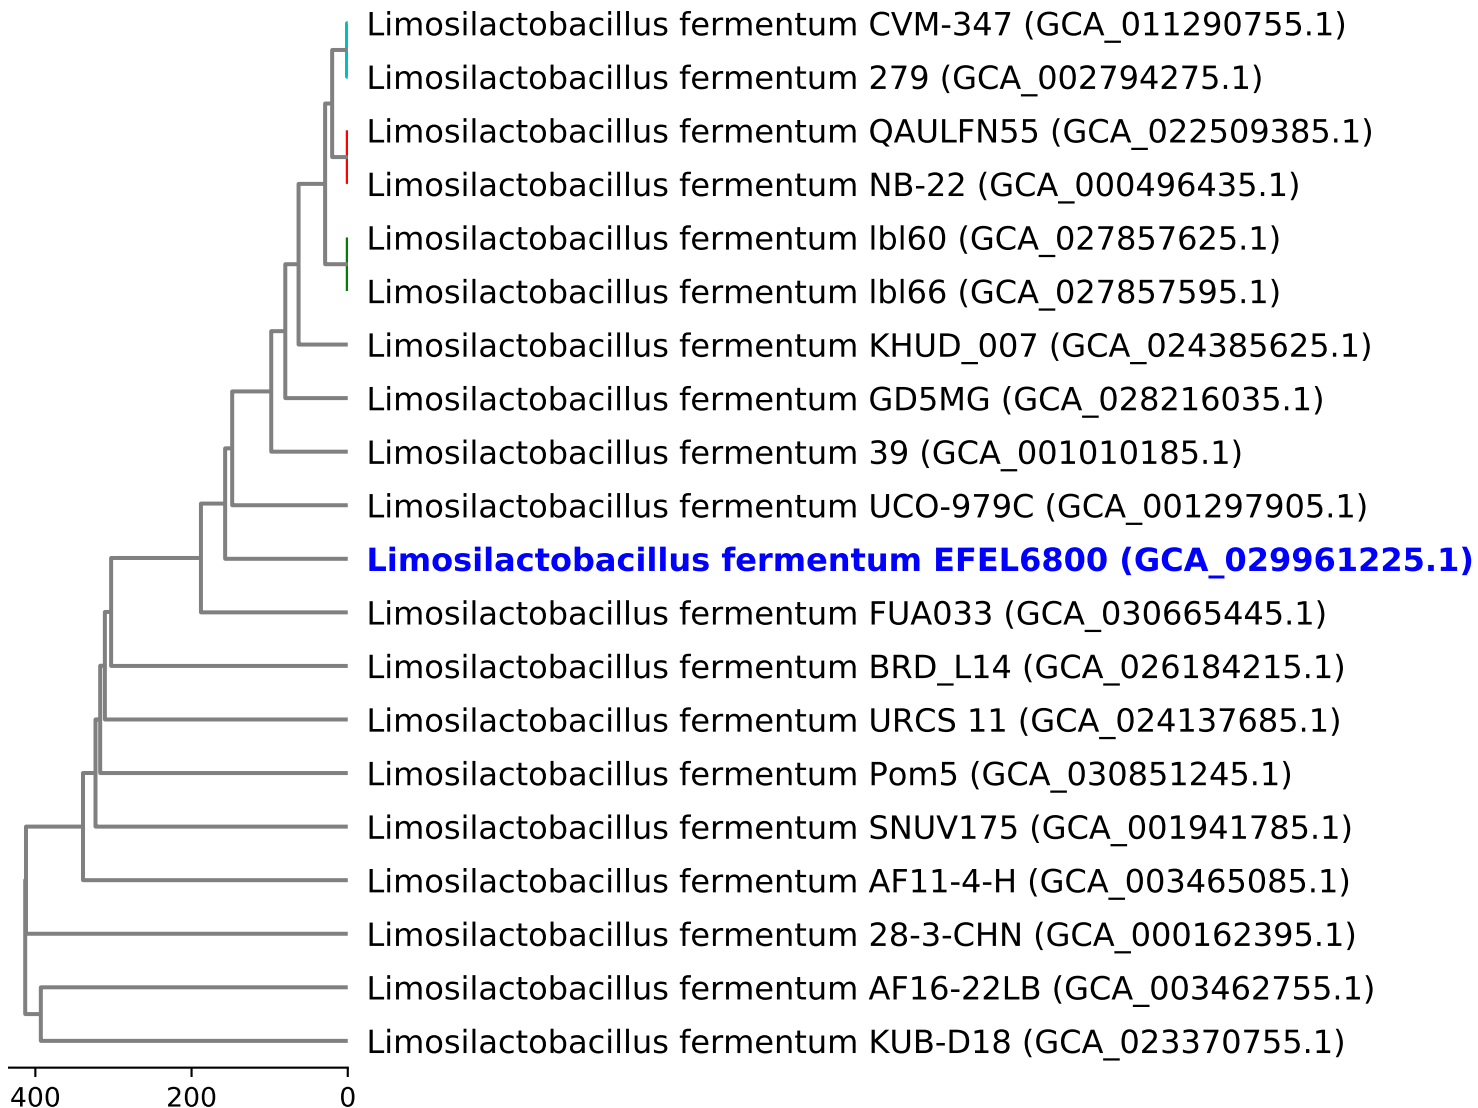 Limosilactobacillus fermentum CVM-347 (GCA_011290755.1)
Limosilactobacillus fermentum 279 (GCA_002794275.1)
Limosilactobacillus fermentum QAULFN55 (GCA_022509385.1)
Limosilactobacillus fermentum NB-22 (GCA_000496435.1)
Limosilactobacillus fermentum lbl60 (GCA_027857625.1)
Limosilactobacillus fermentum lbl66 (GCA_027857595.1)
Limosilactobacillus fermentum KHUD_007 (GCA_024385625.1)
Limosilactobacillus fermentum GD5MG (GCA_028216035.1)
Limosilactobacillus fermentum 39 (GCA_001010185.1)
Limosilactobacillus fermentum UCO-979C (GCA_001297905.1)
Limosilactobacillus fermentum EFEL6800 (GCA_029961225.1)
Limosilactobacillus fermentum FUA033 (GCA_030665445.1)
Limosilactobacillus fermentum BRD_L14 (GCA_026184215.1)
Limosilactobacillus fermentum URCS 11 (GCA_024137685.1)
Limosilactobacillus fermentum Pom5 (GCA_030851245.1)
Limosilactobacillus fermentum SNUV175 (GCA_001941785.1)
Limosilactobacillus fermentum AF11-4-H (GCA_003465085.1)
Limosilactobacillus fermentum 28-3-CHN (GCA_000162395.1)
Limosilactobacillus fermentum AF16-22LB (GCA_003462755.1)
Limosilactobacillus fermentum KUB-D18 (GCA_023370755.1)
400 200 0